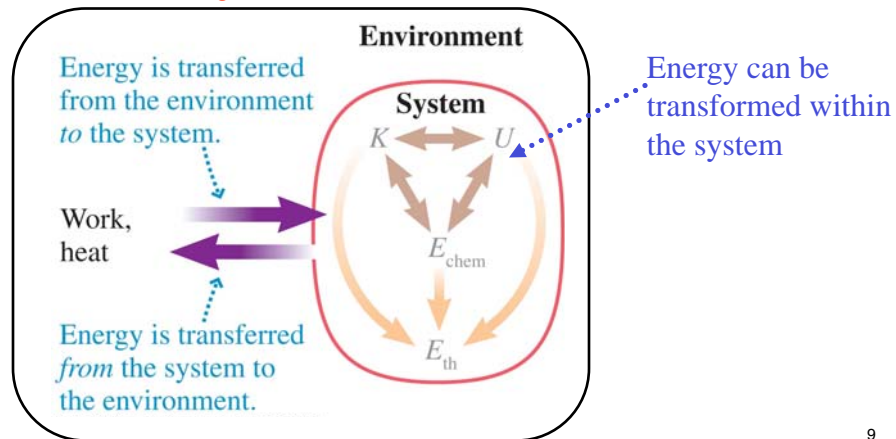 Environment
Energy is transferred
from the environment
to the system.
System
K
U
Energy can be
transformed within
the system
Work,
heat
E chem
E th
Energy is transferred
from the system to
the environment.
9